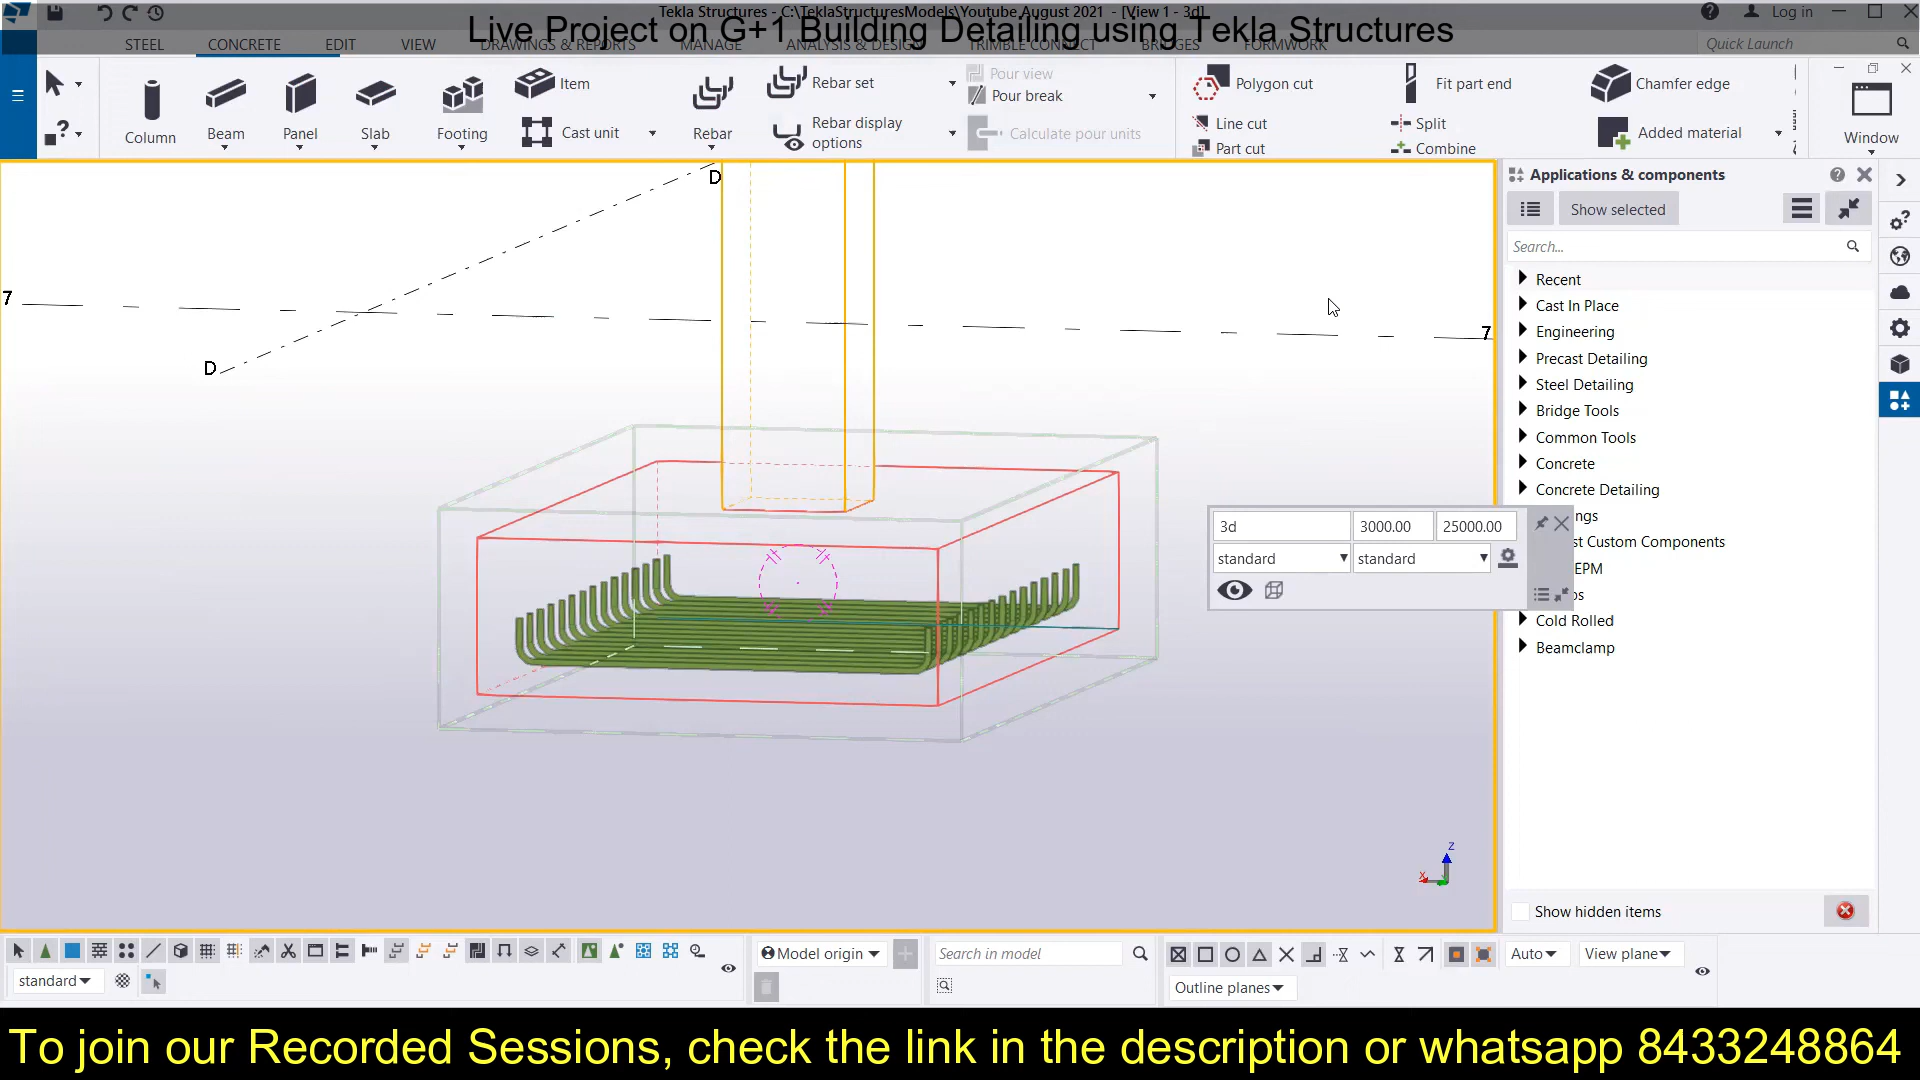 Tekla Structures - C:\TeklaStructuresModels\Youtube August 2021 - [View 1 - 3d]
Log in
Live Project on G+1 Building Detailing using Tekla Structures
STEEL CONCRETE EDIT VIEW DRAWINGS & REPORTS MANAGE ANALYSIS & DESIGN TRIMBLE CONNECT BRIDGES FORMWORK Quick Launch
Column Beam Panel Slab Footing Item Cast unit Rebar
Rebar set
Rebar display options
Pour view
Pour break
Calculate pour units
Polygon cut
Line cut
Part cut
Fit part end
Split
Combine
Chamfer edge
Added material
Window
Applications & components
Show selected
Search...
Recent
Cast In Place
Engineering
Precast Detailing
Steel Detailing
Bridge Tools
Common Tools
Concrete
Concrete Detailing
ngs
st Custom Components
EPM
ps
Cold Rolled
Beamclamp
Show hidden items
D
7
7
D
3d 3000.00 25000.00
standard standard
z
x
standard
Model origin
Search in model
Auto View plane
Outline planes
To join our Recorded Sessions, check the link in the description or whatsapp 8433248864